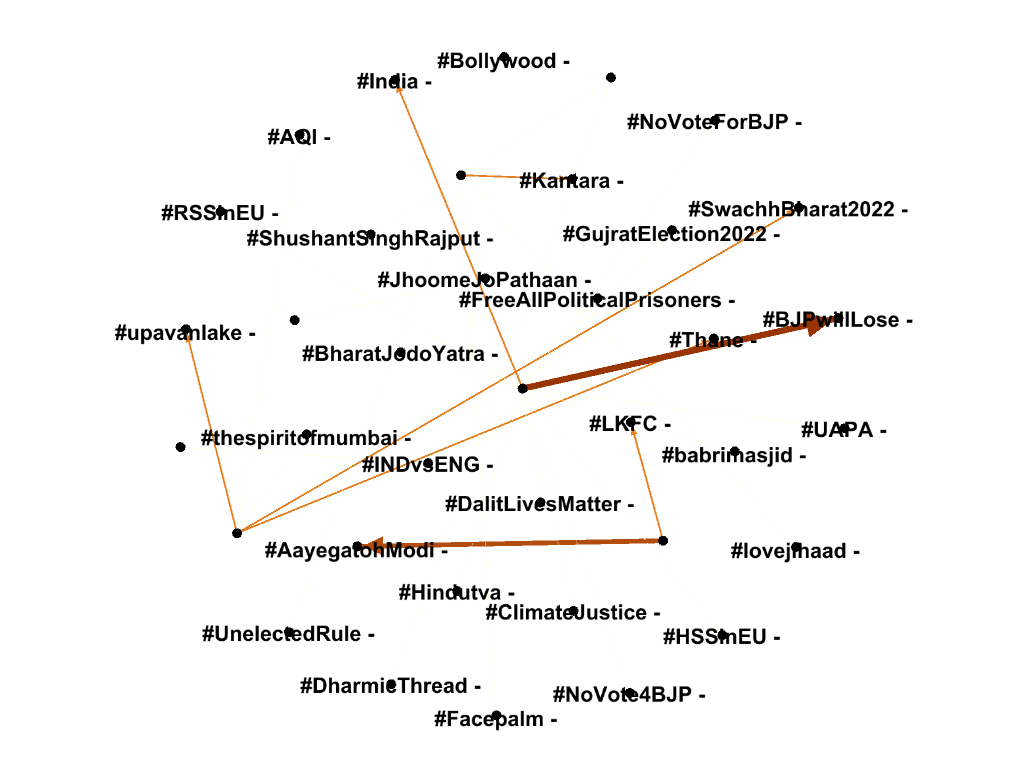 #Bollywood -
#India -
#NoVoteForBJP -
#AQI -
#Kantara -
#SwachhBharat2022 -
#RSSInEU -
#GujratElection2022 -
#ShushantSInghRajput -
#JhoomeJoPathaan -
#FreeAllPoliticalPrisoners -
#BJPwillLose -
#upavanlake -
#Thane -
#BharatJodoYatra -
#LKFC -
#UAPA -
#thespiritofmumbai -
#babrimasjid -
#INDvsENG -
#DalitLivesMatter -
#AayegatohModi -
#lovejihaad -
#Hindutva -
#ClimateJustice -
#UnelectedRule -
#HSSInEU -
#DharmicThread -
#NoVote4BJP -
#Facepalm -